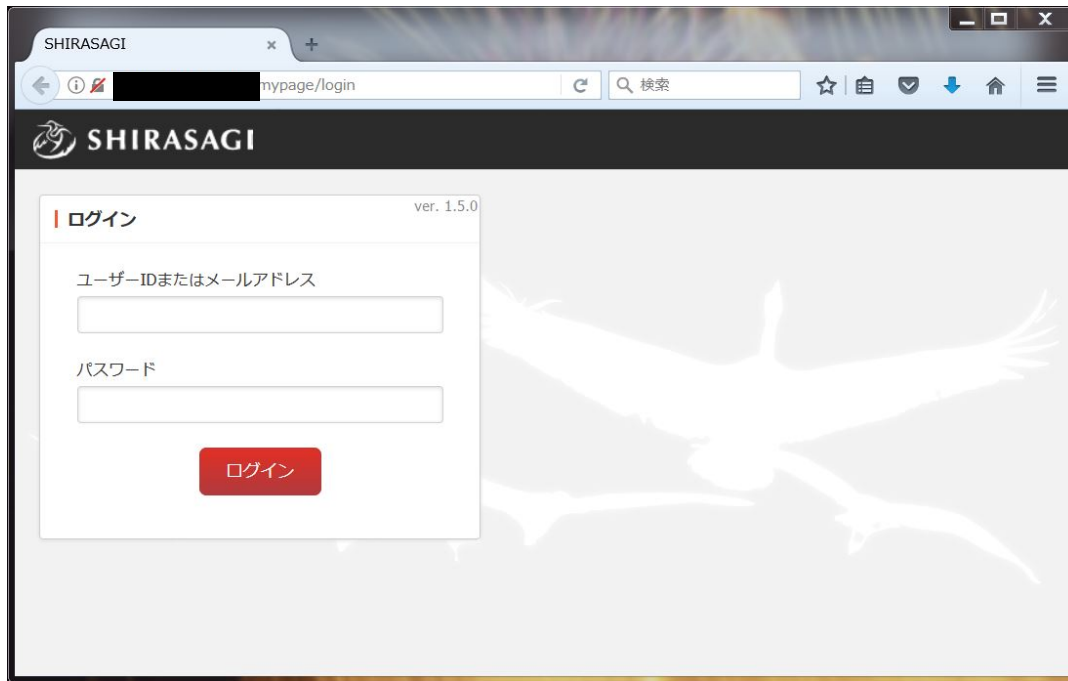 SHIRASAGI
mypage/login
検索
SHIRASAGI
ログイン
ver. 1.5.0
ユーザーIDまたはメールアドレス
パスワード
ログイン